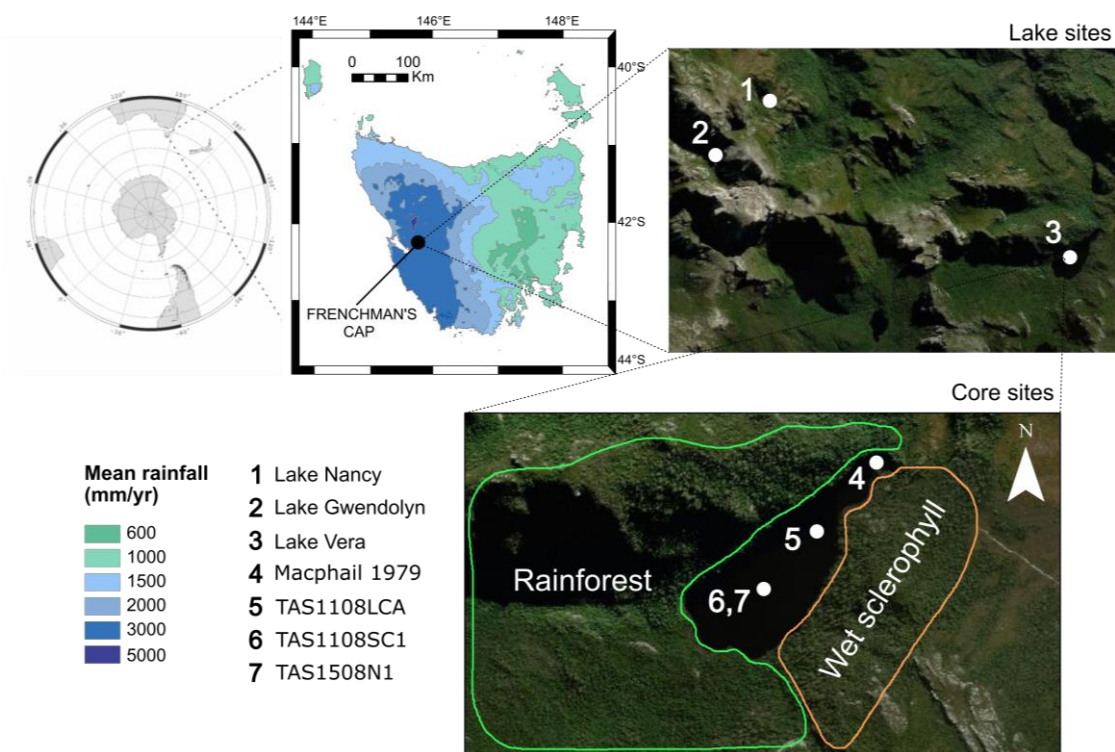 144°E
146°E
148°E
Lake sites
0
100
Km
40°S
42°S
44°S
FRENCHMAN'S
CAP
1
2
3
Core sites
N
4
5
6,7
Rainforest
Wet sclerophyll
Mean rainfall
(mm/yr)
600
1000
1500
2000
3000
5000
1 Lake Nancy
2 Lake Gwendolyn
3 Lake Vera
4 Macphail 1979
5 TAS1108LCA
6 TAS1108SC1
7 TAS1508N1